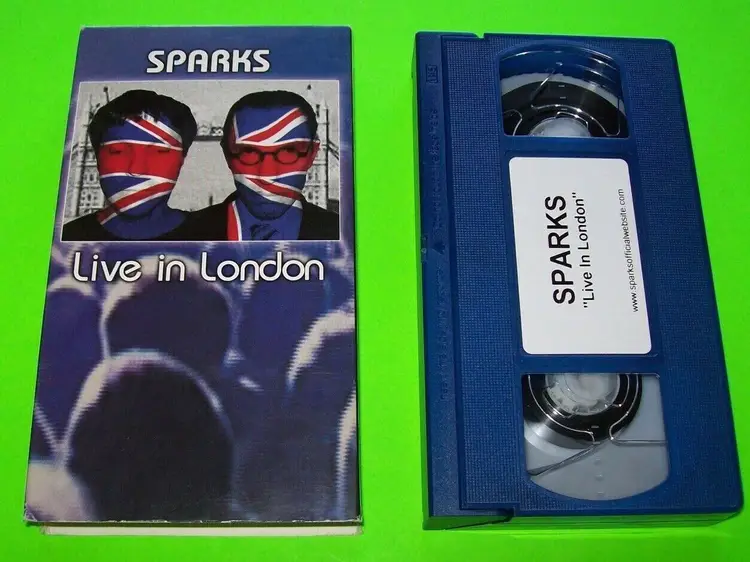 SPARKS
Live in London
SPARKS
"Live In London"
www.sparksofficialwebsite.com